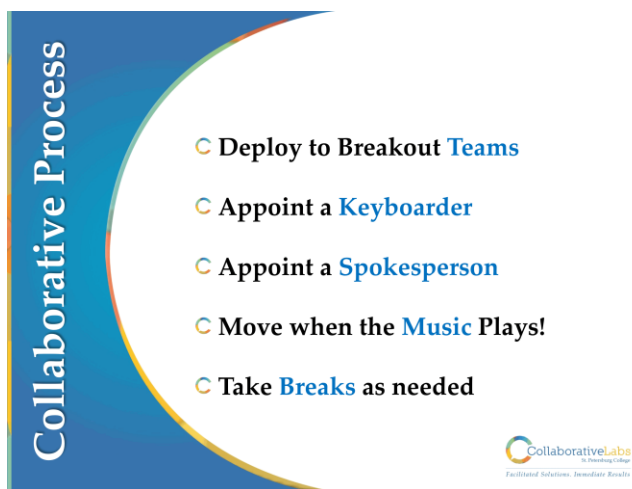 Collaborative Process
Deploy to Breakout Teams
Appoint a Keyboarder
Appoint a Spokesperson
Move when the Music Plays!
Take Breaks as needed
CollaborativeLabs
St. Petersburg College
Facilitated Solutions. Immediate Results